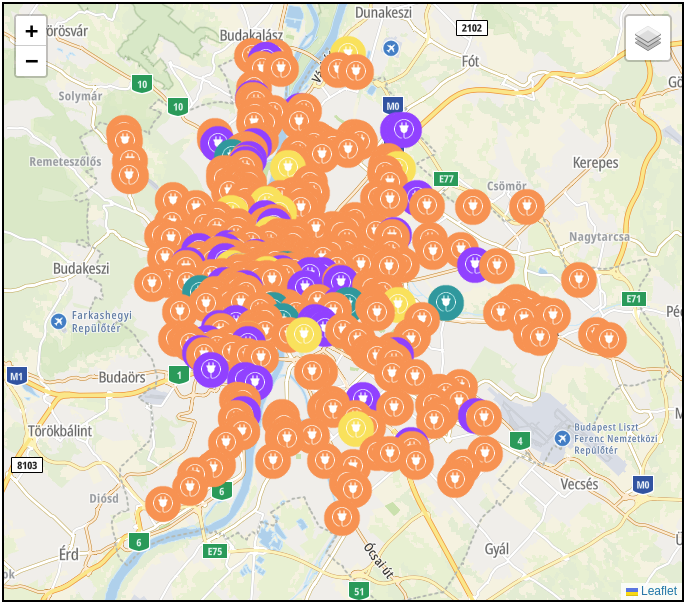 Dunakeszi
2102
örösvár
Budakalász
+
−
Fót
10
Solymár
10
M0
Remeteszőlős
Kerepes
E77
Csömör
Nagytarcsa
Budakeszi
E71
Farkashegyi
Repülőtér
M1
Budaörs
1
Törökbálint
Budapest Liszt
Ferenc Nemzetközi
Repülőtér
4
8103
Vecsés
M0
Diósd
6
6
Érd
E75
Gyál
Ócsai út
51
Leaflet